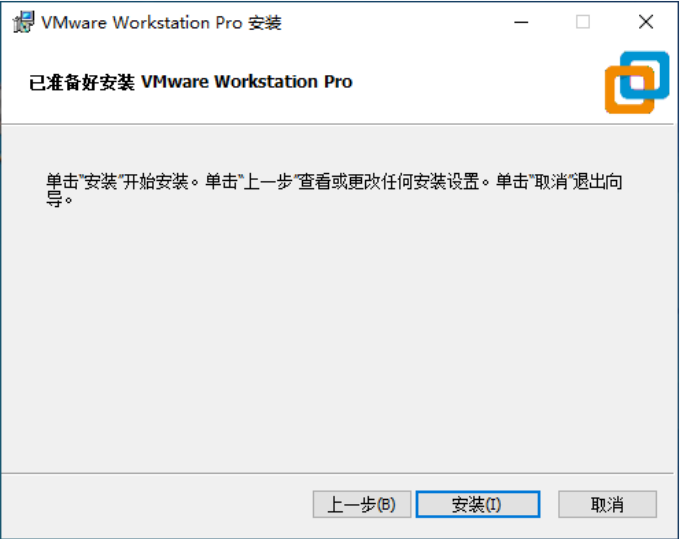 VMware Workstation Pro 安装
已准备好安装 VMware Workstation Pro
单击"安装"开始安装。单击"上一步"查看或更改任何安装设置。单击"取消"退出向
导。
上一步(B) 安装(I) 取消